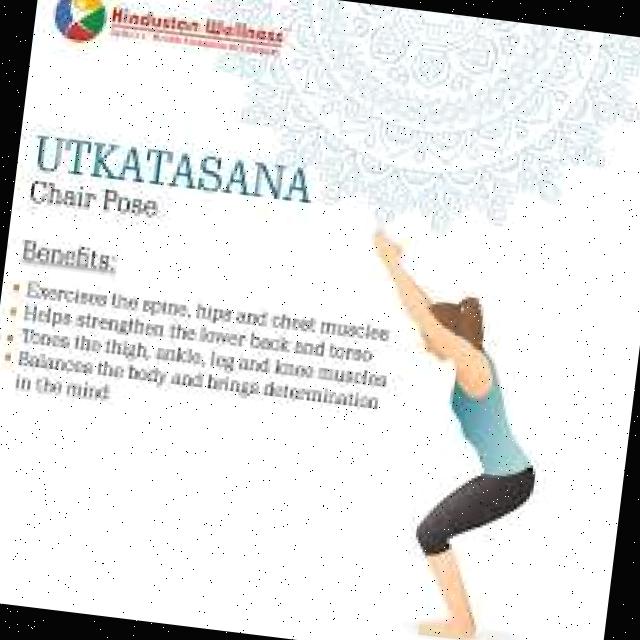 Hindustan Wellness
UTKATASANA
Chair Pose
Benefits:
• Exercises the spine, hips and chest muscles
• Helps strengthen the lower back and torso
• Tones the thigh, ankle, leg and knee muscles
• Balances the body and brings determination
in the mind